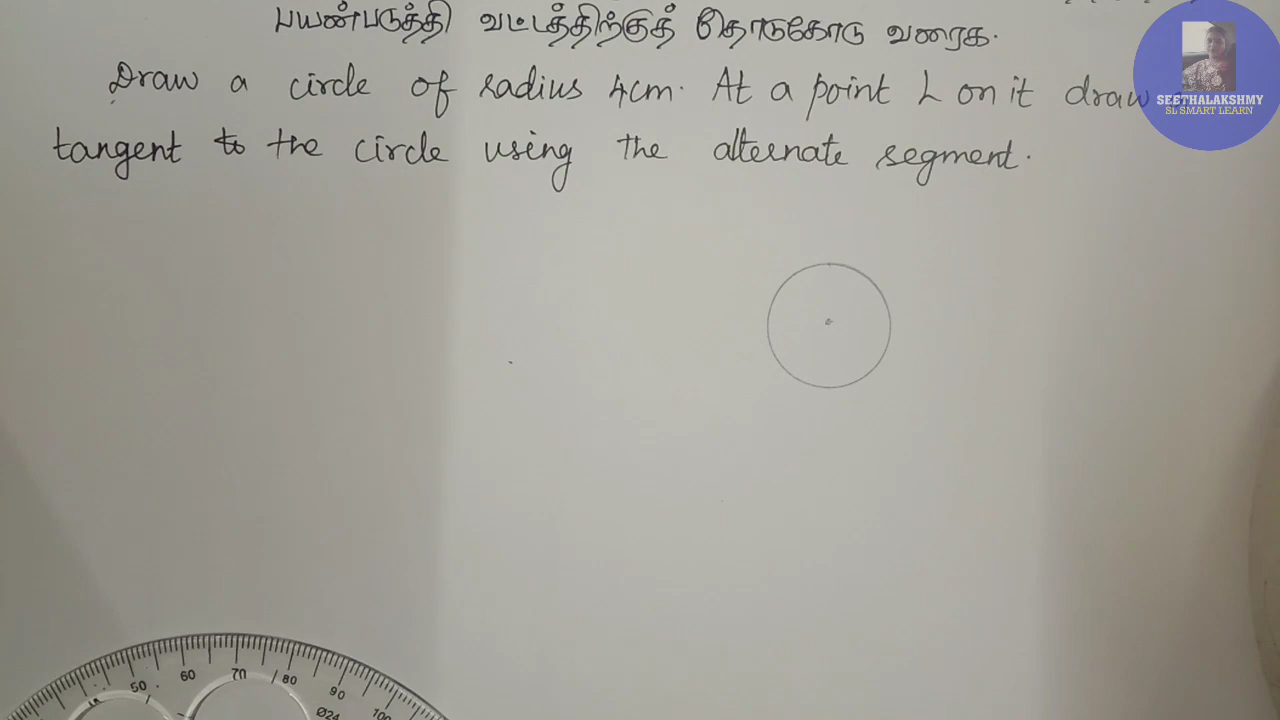 பயன்படுத்தி வட்டத்திற்குத் தொடுகோடு வரைக.
Draw a circle of radius 4cm. At a point L on it draw
tangent to the circle using the alternate segment.
SEETHALAKSHMY
SL SMART LEARN
50 60 70 80 90 100
Ø24